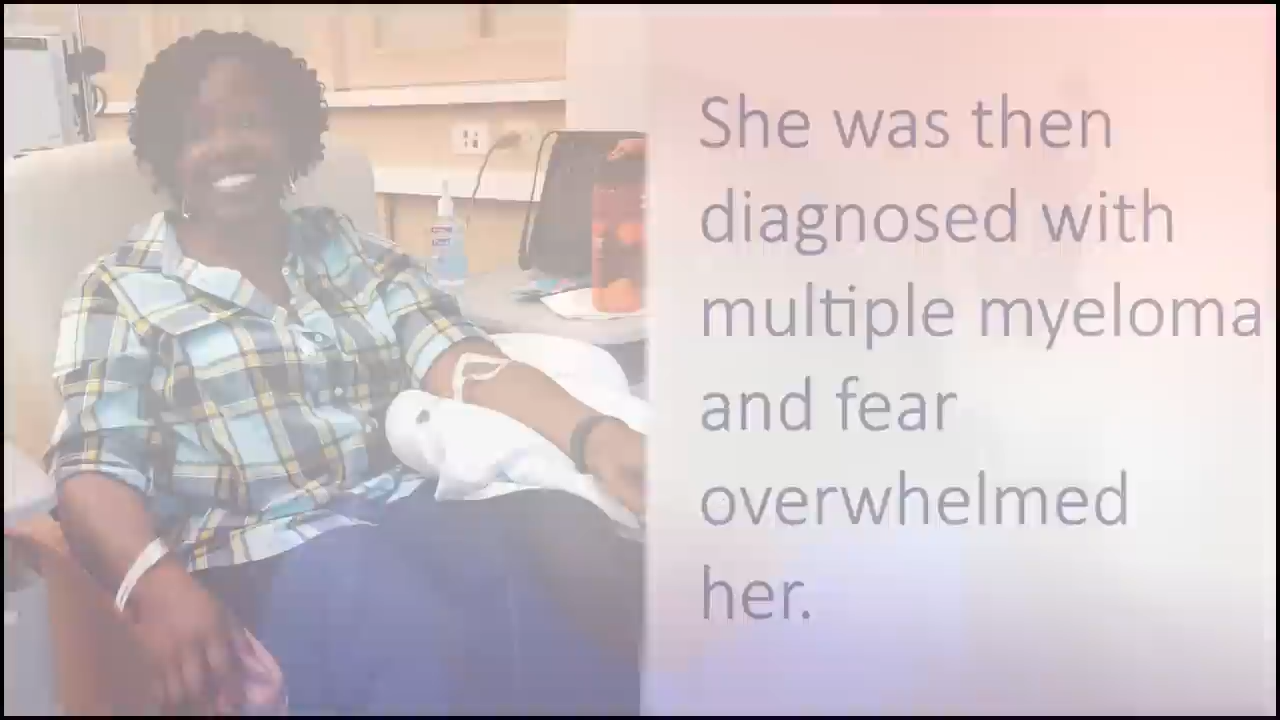 She was then
diagnosed with
multiple myeloma
and fear
overwhelmed
her.